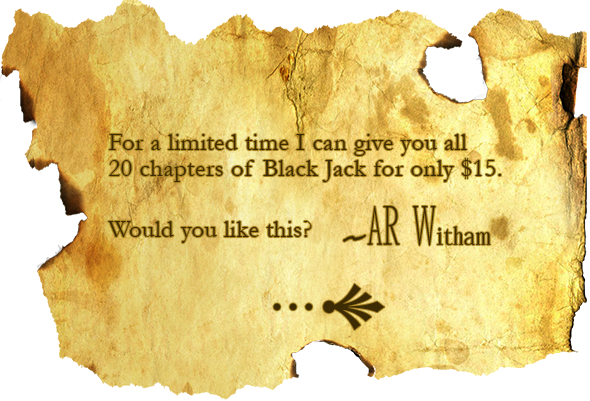 For a limited time I can give you all
20 chapters of Black Jack for only $15.
Would you like this?
~AR Witham